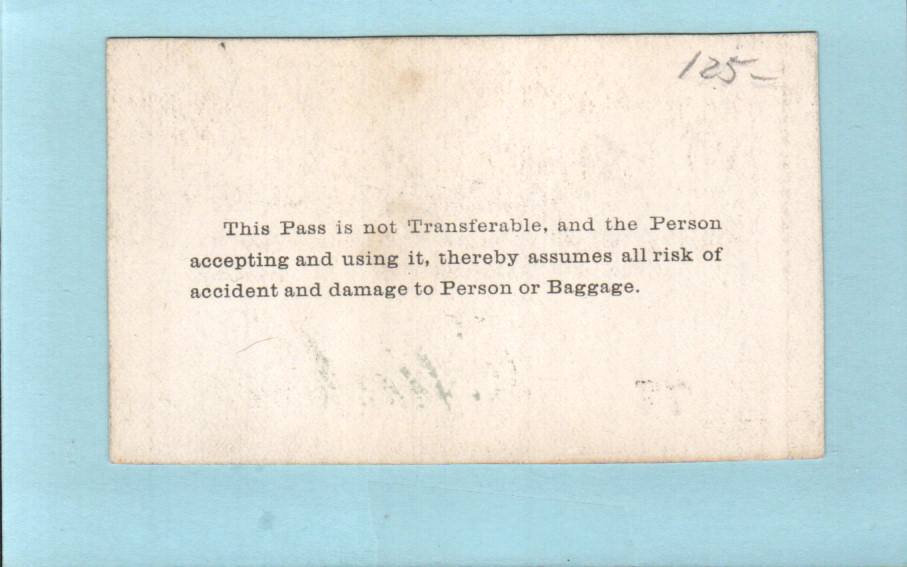 125-
This Pass is not Transferable, and the Person
accepting and using it, thereby assumes all risk of
accident and damage to Person or Baggage.